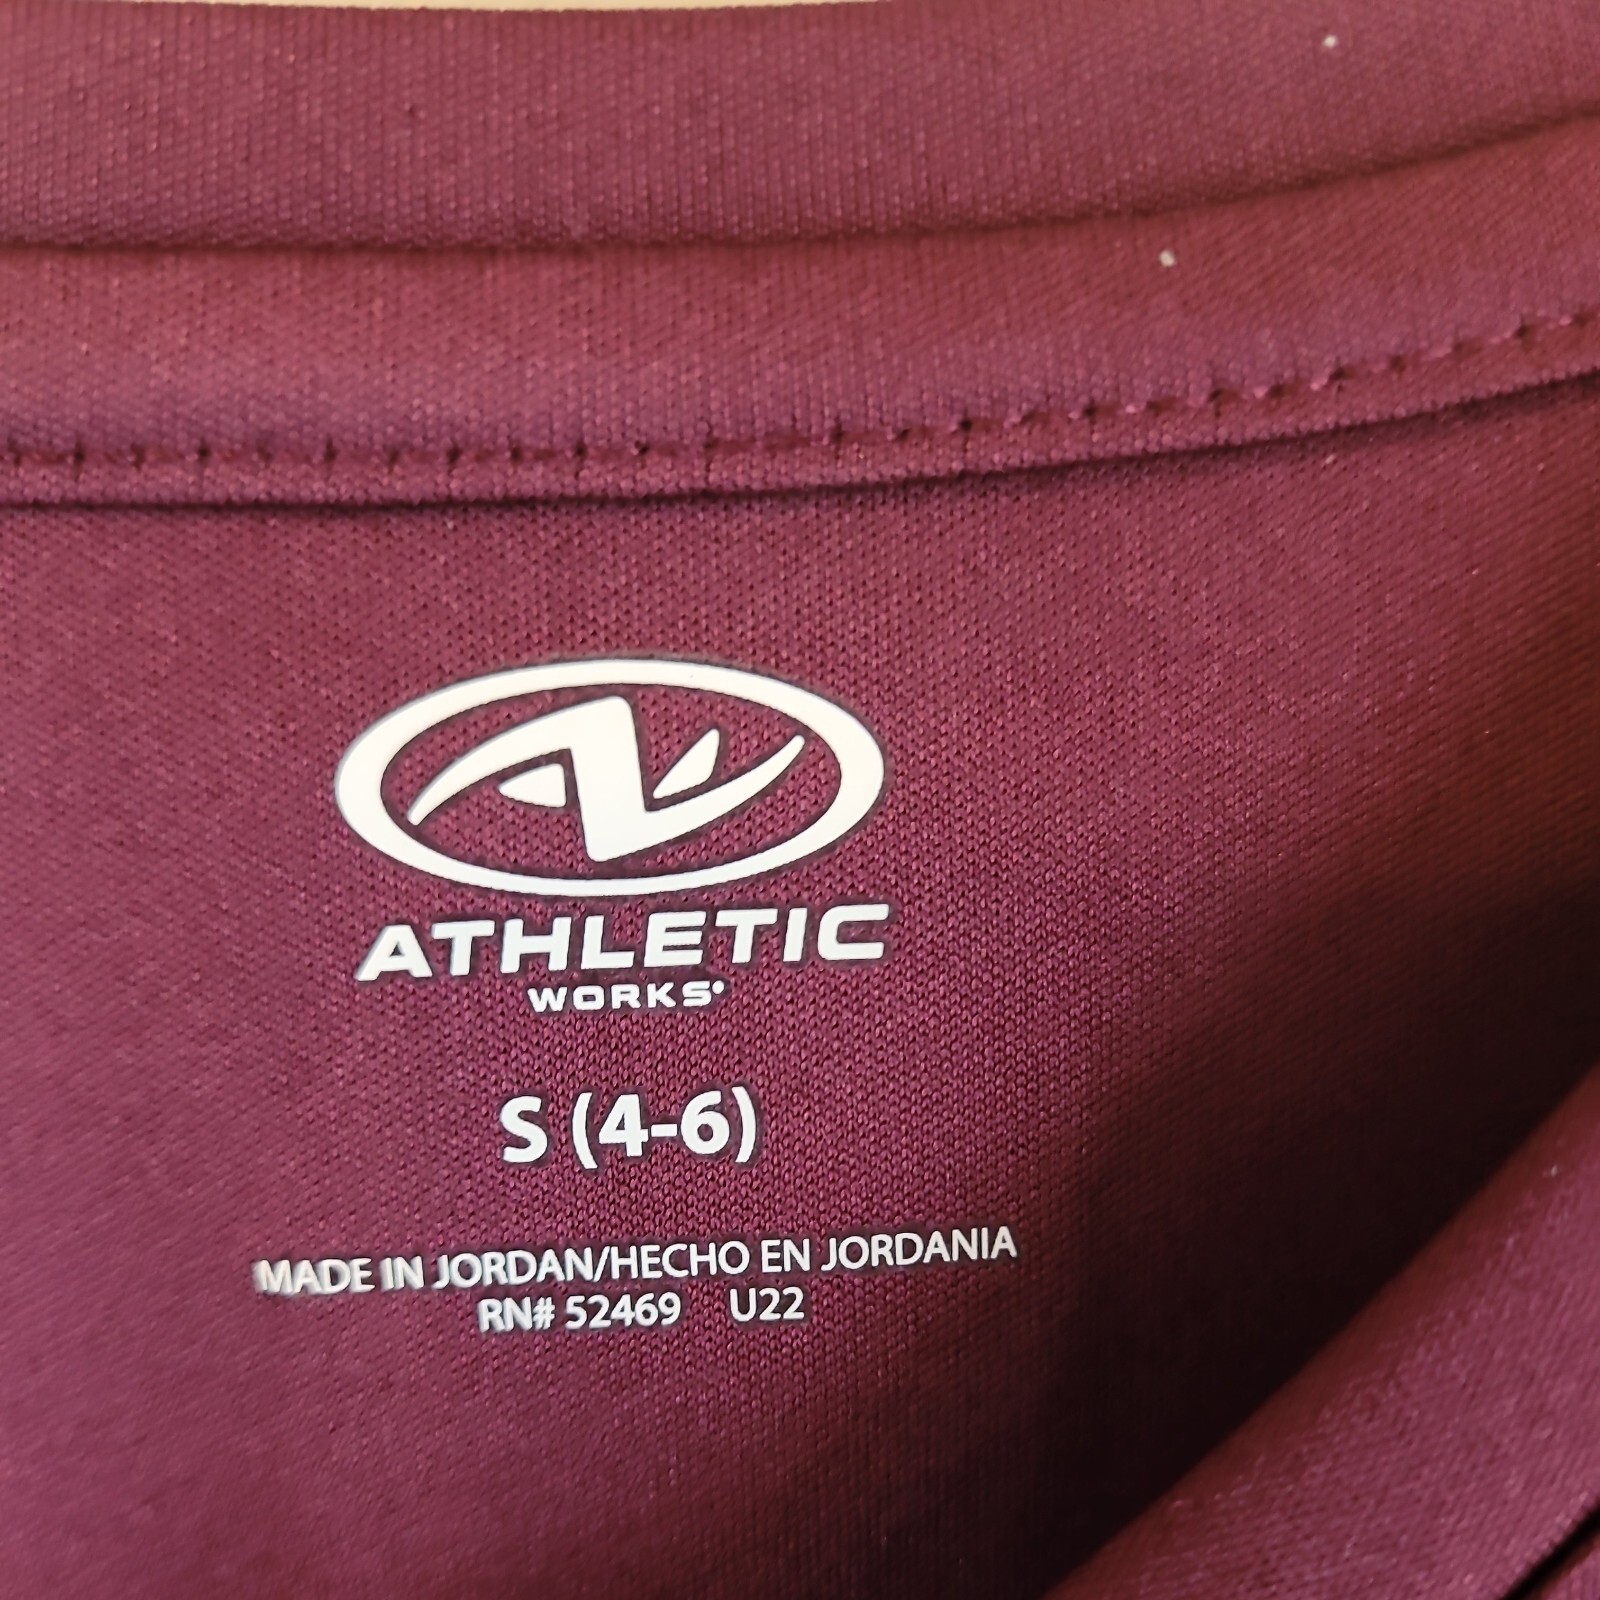 ATHLETIC
WORKS®
S (4-6)
MADE IN JORDAN/HECHO EN JORDANIA
RN# 52469 U22